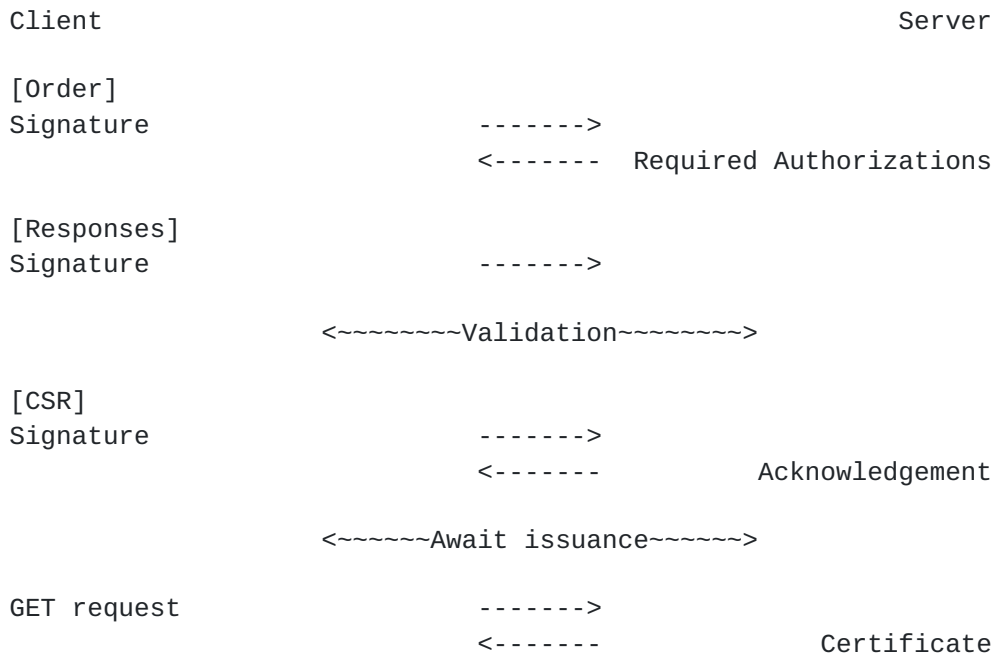 Client                                                   Server
[Order]
Signature                     ------->
                              <-------  Required Authorizations
[Responses]
Signature                     ------->
                    <~~~~~~~~Validation~~~~~~~~>
[CSR]
Signature                     ------->
                              <-------          Acknowledgement
                    <~~~~~~Await issuance~~~~~~>
GET request                   ------->
                              <-------              Certificate